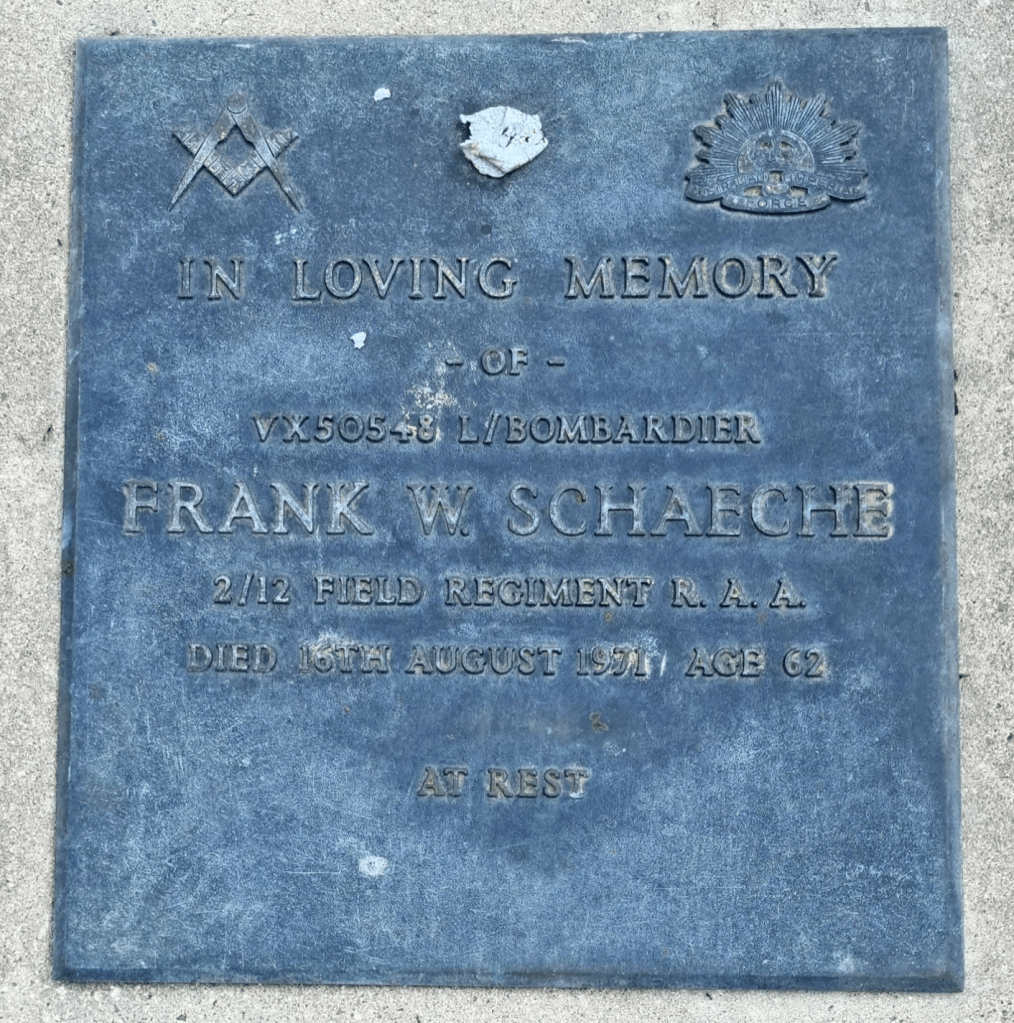 IN LOVING MEMORY
- OF -
VX50548 L/BOMBARDIER
FRANK W. SCHAECHE
2/12 FIELD REGIMENT R. A. A.
DIED 16TH AUGUST 1971 AGE 62
AT REST
FORCES